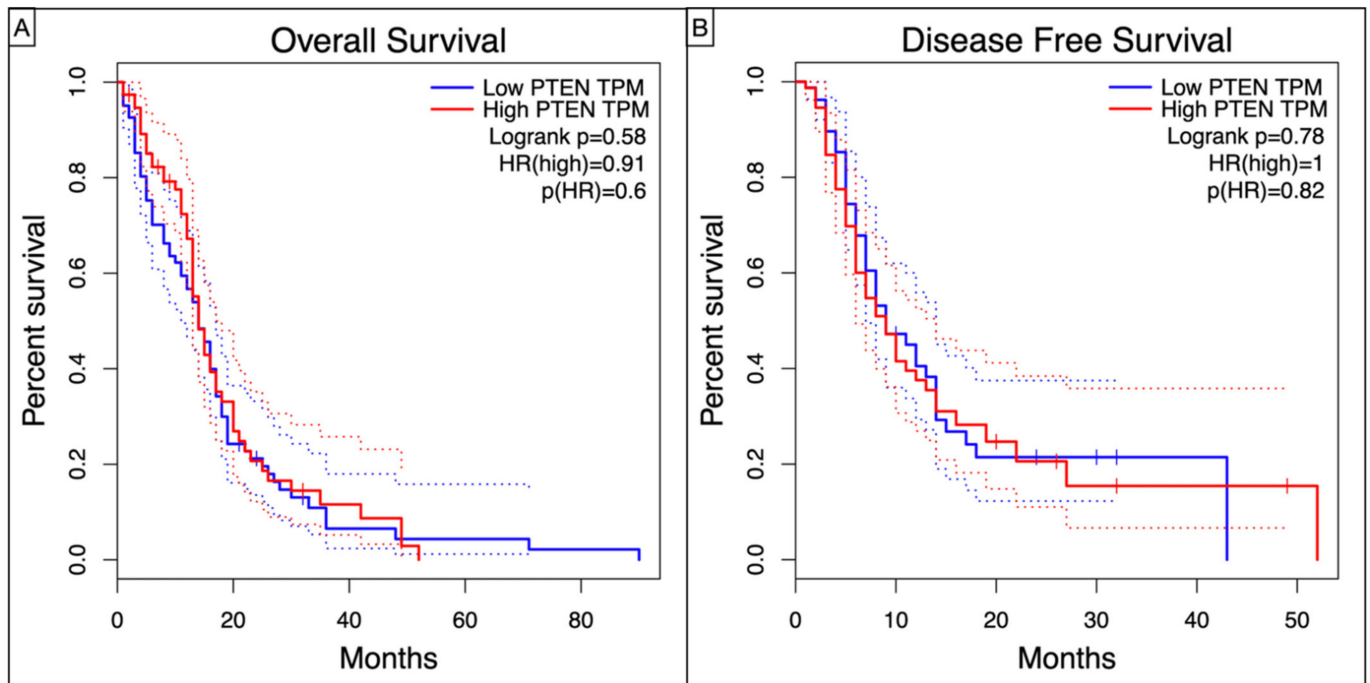 A
Overall Survival
Low PTEN TPM
High PTEN TPM
Logrank p=0.58
HR(high)=0.91
p(HR)=0.6
Percent survival
1.0
0.8
0.6
0.4
0.2
0.0
0 20 40 60 80
Months
B
Disease Free Survival
Low PTEN TPM
High PTEN TPM
Logrank p=0.78
HR(high)=1
p(HR)=0.82
Percent survival
1.0
0.8
0.6
0.4
0.2
0.0
0 10 20 30 40 50
Months